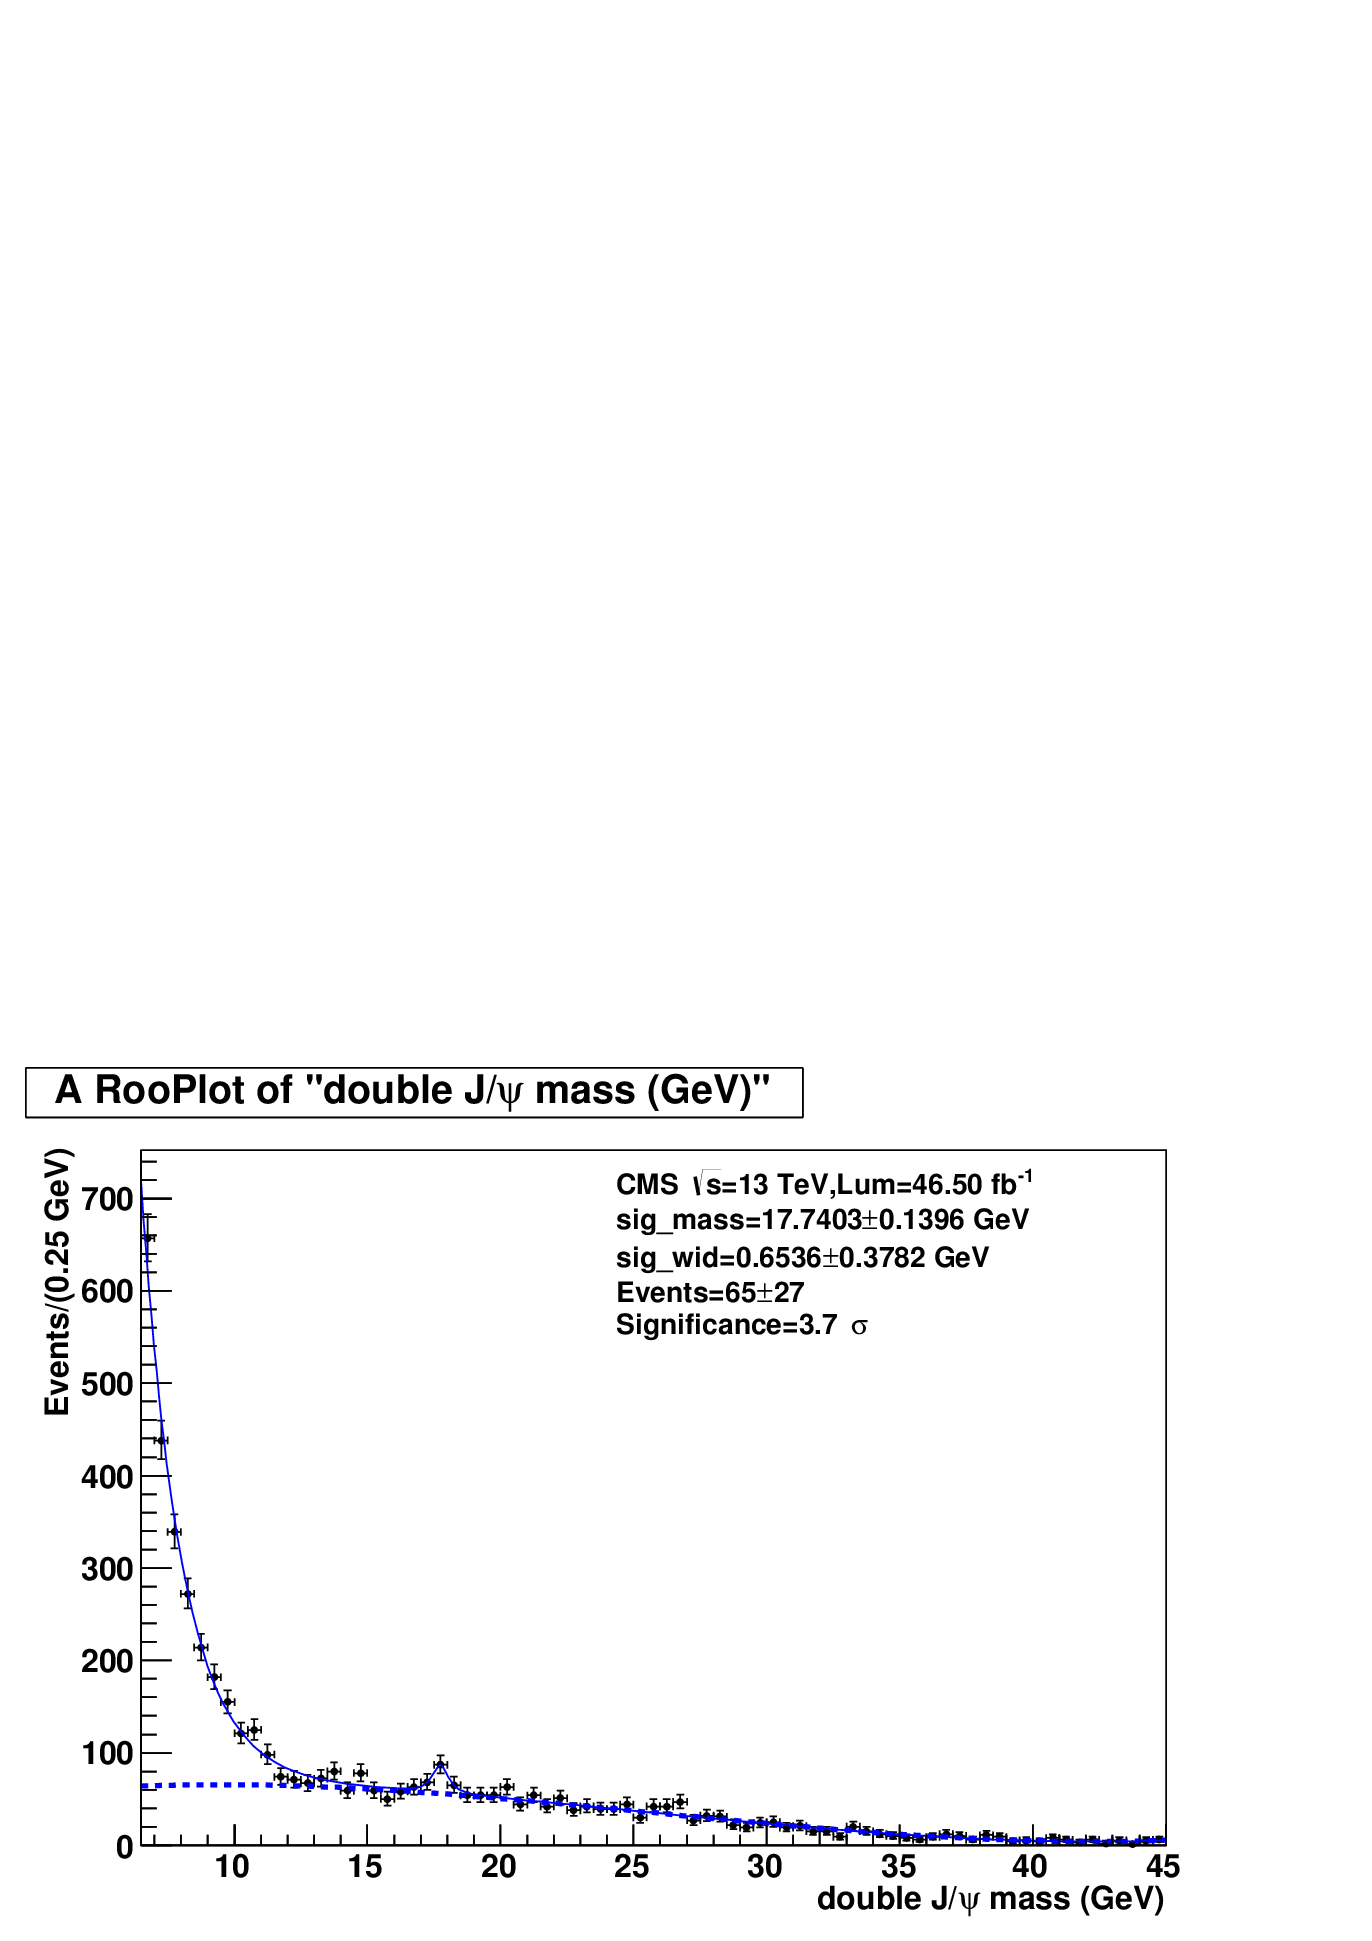 A RooPlot of "double J/ψ mass (GeV)"
Events/(0.25 GeV)
CMS √s=13 TeV,Lum=46.50 fb⁻¹
sig_mass=17.7403±0.1396 GeV
sig_wid=0.6536±0.3782 GeV
Events=65±27
Significance=3.7 σ
700
600
500
400
300
200
100
0
10 15 20 25 30 35 40 45
double J/ψ mass (GeV)